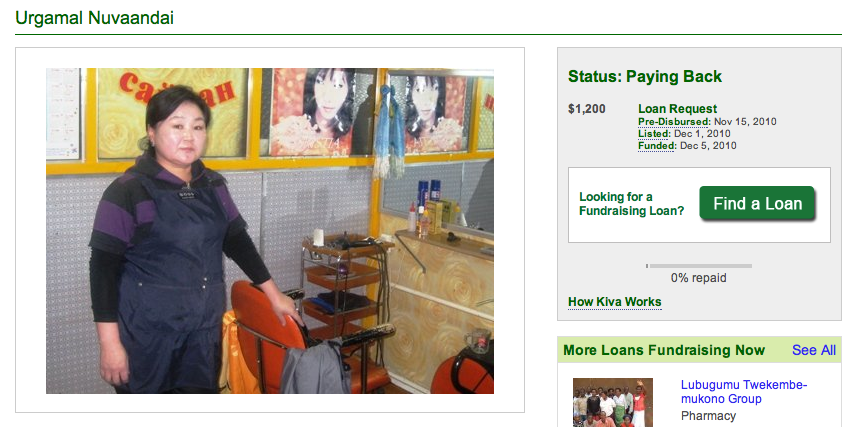 Urgamal Nuvaandai
Status: Paying Back
$1,200
Loan Request
Pre-Disbursed: Nov 15, 2010
Listed: Dec 1, 2010
Funded: Dec 5, 2010
Looking for a
Fundraising Loan?
Find a Loan
0% repaid
How Kiva Works
More Loans Fundraising Now
See All
Lubugumu Twekembe-
mukono Group
Pharmacy